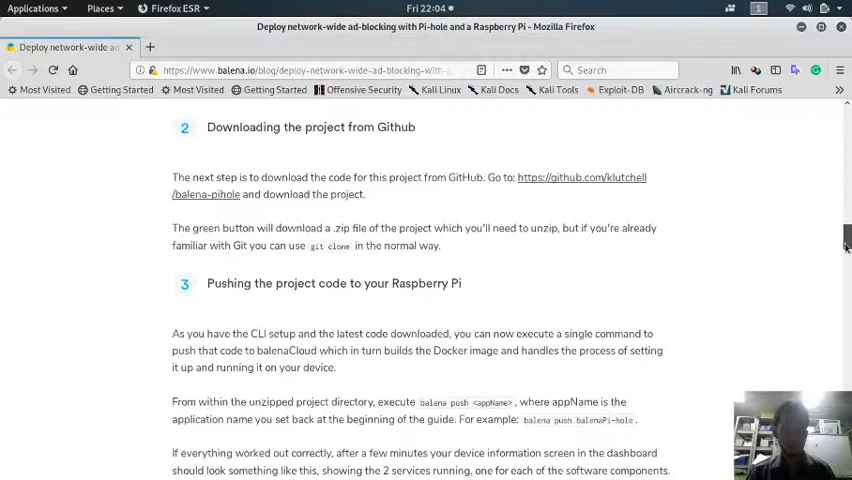 Applications
Places
Firefox ESR
Fri 22:04
1
Deploy network-wide ad-blocking with Pi-hole and a Raspberry Pi - Mozilla Firefox
Deploy network-wide ad-
https://www.balena.io/blog/deploy-network-wide-ad-blocking-with-
Search
Most Visited
Getting Started
Most Visited
Getting Started
Offensive Security
Kali Linux
Kali Docs
Kali Tools
Exploit-DB
Aircrack-ng
Kali Forums
2 Downloading the project from Github
The next step is to download the code for this project from GitHub. Go to: https://github.com/klutchell
/balena-pihole and download the project.
The green button will download a .zip file of the project which you'll need to unzip, but if you're already
familiar with Git you can use git clone in the normal way.
3 Pushing the project code to your Raspberry Pi
As you have the CLI setup and the latest code downloaded, you can now execute a single command to
push that code to balenaCloud which in turn builds the Docker image and handles the process of setting
it up and running it on your device.
From within the unzipped project directory, execute balena push <appName>, where appName is the
application name you set back at the beginning of the guide. For example: balena push balenaPi-hole.
If everything worked out correctly, after a few minutes your device information screen in the dashboard
should look something like this, showing the 2 services running, one for each of the software components.